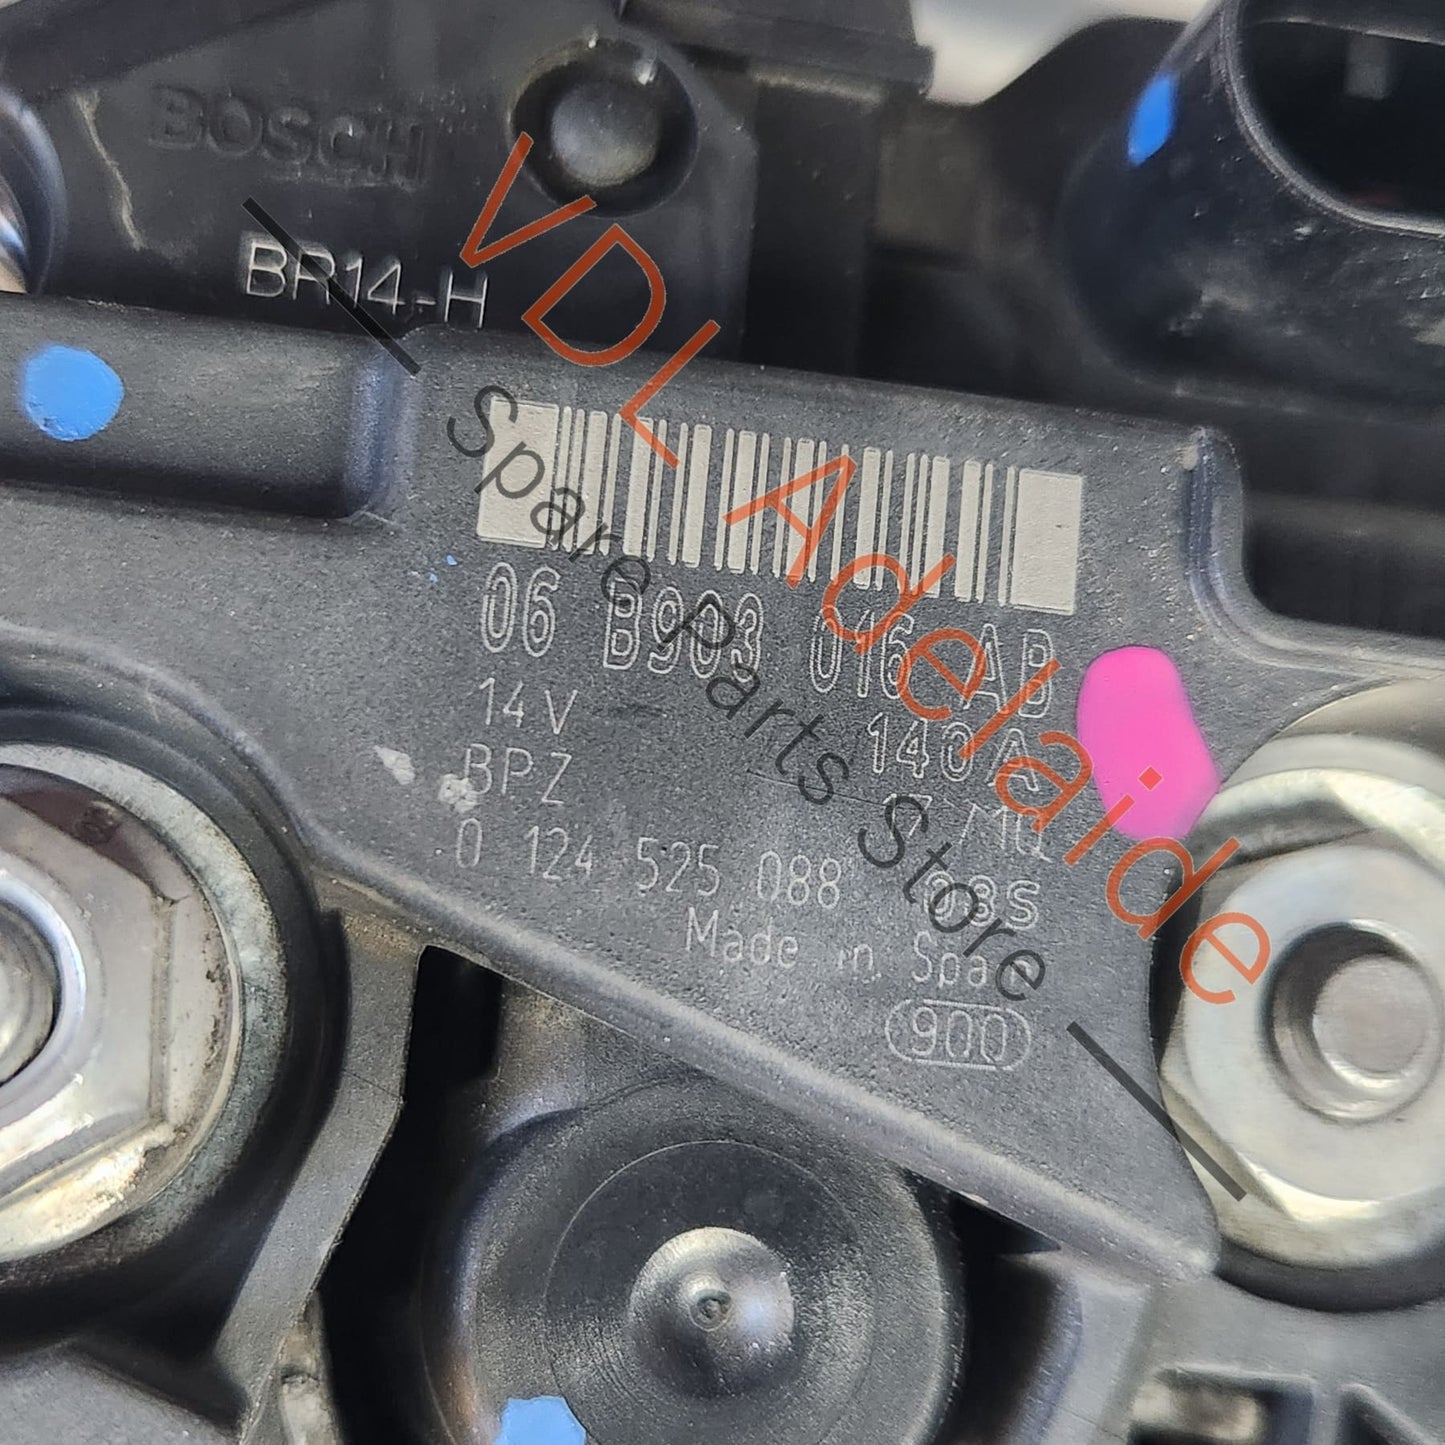 BOSCH
BR14-H
06 B903 016 AB
14V 140A
BPZ
0 124 525 088 08S
Made in Spain
900
VDL Adelaide
Spare Parts Store